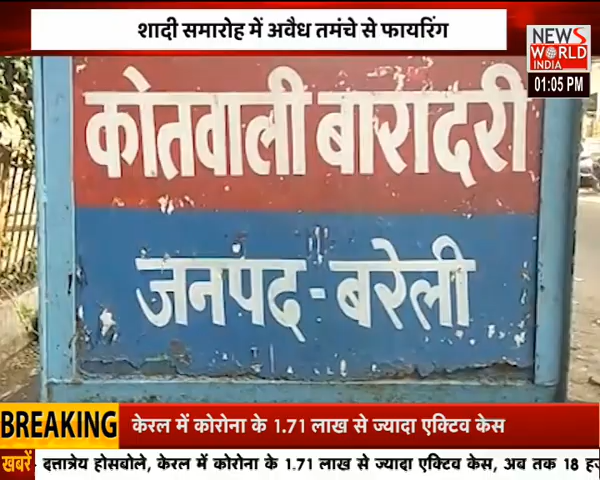 शादी समारोह में अवैध तमंचे से फायरिंग
NEWS
WORLD
INDIA
01:05 PM
कोतवाली बारादरी
जनपद - बरेली
BREAKING केरल में कोरोना के 1.71 लाख से ज्यादा एक्टिव केस
खबरें दत्तात्रेय होसबोले, केरल में कोरोना के 1.71 लाख से ज्यादा एक्टिव केस, अब तक 18